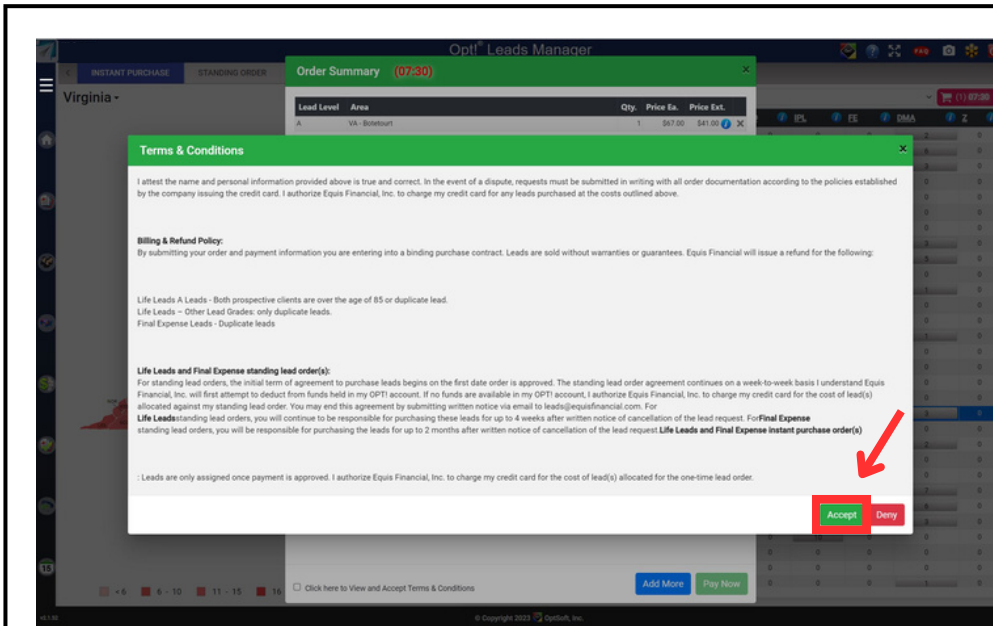 Opt!® Leads Manager
FAQ
INSTANT PURCHASE
STANDING ORDER
Order Summary (07:30)
×
Virginia
(1) 07:30
Lead Level Area Qty. Price Ea. Price Ext.
A VA - Botetourt 1 $67.00 $41.00
IPL FE DMA Z
Terms & Conditions
×
I attest the name and personal information provided above is true and correct. In the event of a dispute, requests must be submitted in writing with all order documentation according to the policies established
by the company issuing the credit card. I authorize Equis Financial, Inc. to charge my credit card for any leads purchased at the costs outlined above.
Billing & Refund Policy:
By submitting your order and payment information you are entering into a binding purchase contract. Leads are sold without warranties or guarantees. Equis Financial will issue a refund for the following:
Life Leads A Leads - Both prospective clients are over the age of 85 or duplicate lead.
Life Leads – Other Lead Grades: only duplicate leads.
Final Expense Leads - Duplicate leads
Life Leads and Final Expense standing lead order(s):
For standing lead orders, the initial term of agreement to purchase leads begins on the first date order is approved. The standing lead order agreement continues on a week-to-week basis I understand Equis
Financial, Inc. will first attempt to deduct from funds held in my OPT! account. If no funds are available in my OPT! account, I authorize Equis Financial, Inc. to charge my credit card for the cost of lead(s)
allocated against my standing lead order. You may end this agreement by submitting written notice via email to leads@equisfinancial.com. For
Life Leadsstanding lead orders, you will continue to be responsible for purchasing these leads for up to 4 weeks after written notice of cancellation of the lead request. ForFinal Expense
standing lead orders, you will be responsible for purchasing the leads for up to 2 months after written notice of cancellation of the lead request.Life Leads and Final Expense instant purchase order(s)
: Leads are only assigned once payment is approved. I authorize Equis Financial, Inc. to charge my credit card for the cost of lead(s) allocated for the one-time lead order.
Accept Deny
15
Click here to View and Accept Terms & Conditions
Add More Pay Now
< 6 6 - 10 11 - 15 16
© Copyright 2023 OptSoft, Inc.